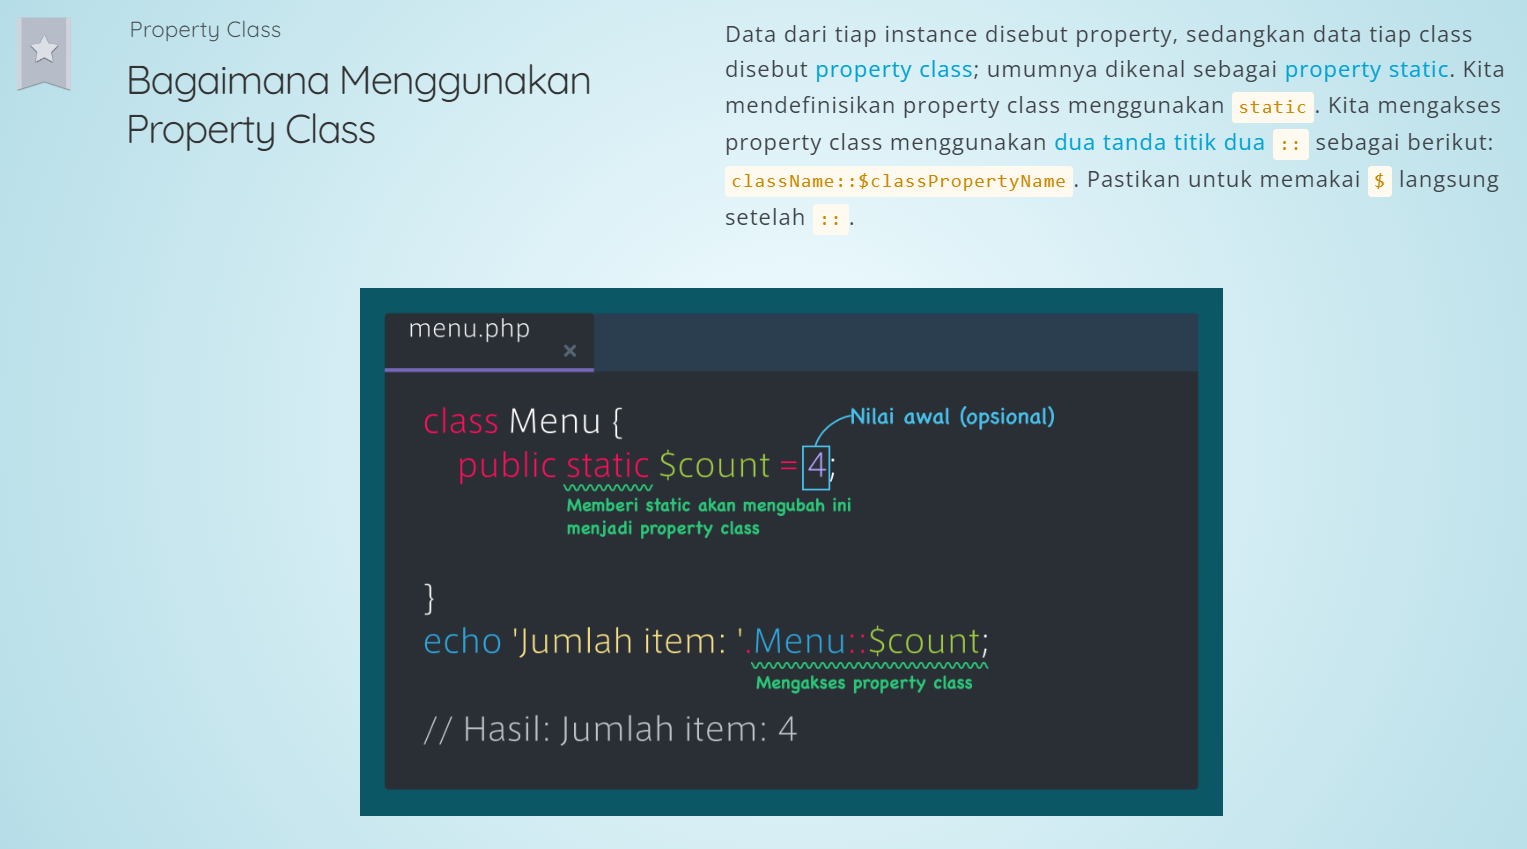 Property Class
Bagaimana Menggunakan
Property Class
Data dari tiap instance disebut property, sedangkan data tiap class
disebut property class; umumnya dikenal sebagai property static. Kita
mendefinisikan property class menggunakan static. Kita mengakses
property class menggunakan dua tanda titik dua :: sebagai berikut:
className::$classPropertyName. Pastikan untuk memakai $ langsung
setelah ::.
menu.php
×
class Menu {
Nilai awal (opsional)
public static $count = 4;
Memberi static akan mengubah ini
menjadi property class
}
echo 'Jumlah item: '.Menu::$count;
Mengakses property class
// Hasil: Jumlah item: 4